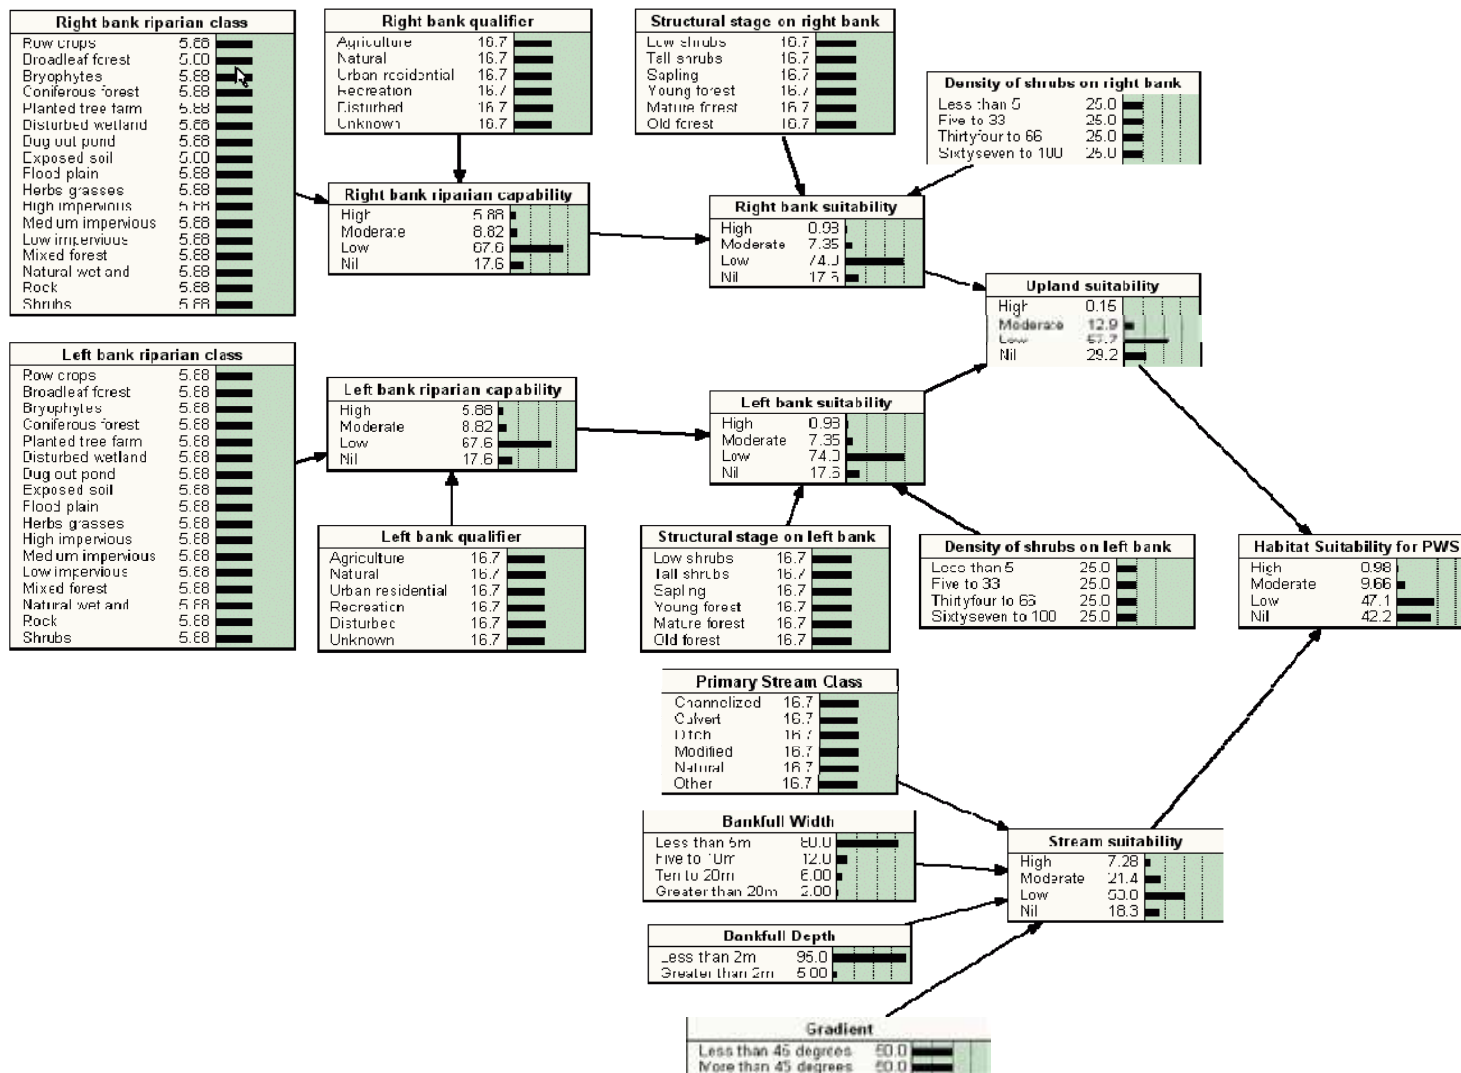 Right bank riparian class
Row crops 5.88
Broadleaf forest 5.00
Bryophytes 5.88
Coniferous forest 5.88
Planted tree farm 5.88
Disturbed wetland 5.88
Dug out pond 5.88
Exposed soil 5.00
Flood plain 5.88
Herbs grasses 5.88
High impervious 5.88
Medium impervious 5.88
Low impervious 5.88
Mixed forest 5.88
Natural wetland 5.88
Rock 5.88
Shrubs 5.88
Right bank qualifier
Agriculture 16.7
Natural 16.7
Urban residential 16.7
Recreation 16.7
Disturbed 16.7
Unknown 16.7
Structural stage on right bank
Low shrubs 16.7
Tall shrubs 16.7
Sapling 16.7
Young forest 16.7
Mature forest 16.7
Old forest 16.7
Density of shrubs on right bank
Less than 5 25.0
Five to 33 25.0
Thirtyfour to 66 25.0
Sixtyseven to 100 25.0
Right bank riparian capability
High 5.88
Moderate 8.82
Low 67.6
Nil 17.6
Right bank suitability
High 0.93
Moderate 7.35
Low 74.0
Nil 17.6
Upland suitability
High 0.15
Moderate 12.9
Low 57.7
Nil 29.2
Left bank riparian class
Row crops 5.88
Broadleaf forest 5.88
Bryophytes 5.88
Coniferous forest 5.88
Planted tree farm 5.88
Disturbed wetland 5.88
Dug out pond 5.88
Exposed soil 5.88
Flood plain 5.88
Herbs grasses 5.88
High impervious 5.88
Medium impervious 5.88
Low impervious 5.88
Mixed forest 5.88
Natural wetland 5.88
Rock 5.88
Shrubs 5.88
Left bank riparian capability
High 5.88
Moderate 8.82
Low 67.6
Nil 17.6
Left bank suitability
High 0.93
Moderate 7.35
Low 74.0
Nil 17.6
Left bank qualifier
Agriculture 16.7
Natural 16.7
Urban residential 16.7
Recreation 16.7
Disturbed 16.7
Unknown 16.7
Structural stage on left bank
Low shrubs 16.7
Tall shrubs 16.7
Sapling 16.7
Young forest 16.7
Mature forest 16.7
Old forest 16.7
Density of shrubs on left bank
Less than 5 25.0
Five to 33 25.0
Thirtyfour to 66 25.0
Sixtyseven to 100 25.0
Habitat Suitability for PWS
High 0.98
Moderate 9.66
Low 47.1
Nil 42.2
Primary Stream Class
Channelized 16.7
Culvert 16.7
Ditch 16.7
Modified 16.7
Natural 16.7
Other 16.7
Bankfull Width
Less than 5m 80.0
Five to 10m 12.0
Ten to 20m 6.00
Greater than 20m 2.00
Stream suitability
High 7.28
Moderate 21.4
Low 53.0
Nil 18.3
Bankfull Depth
Less than 2m 95.0
Greater than 2m 5.00
Gradient
Less than 45 degrees 50.0
More than 45 degrees 50.0